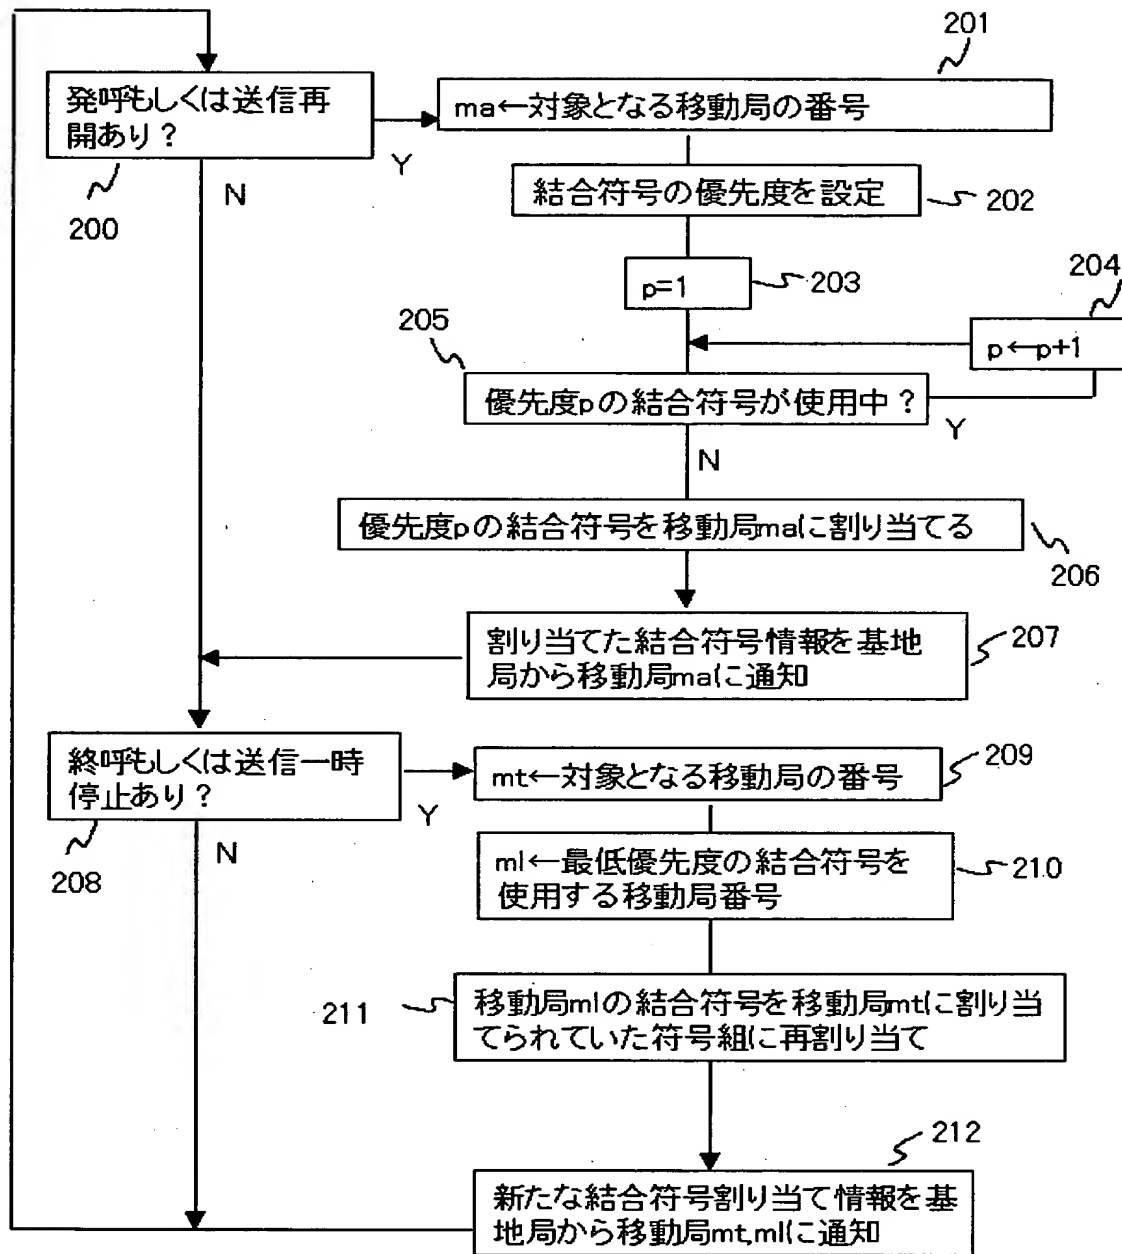 201
発呼もしくは送信再
開あり?
ma←対象となる移動局の番号
Y
N
200
結合符号の優先度を設定
202
p=1
203
204
p←p+1
205
優先度pの結合符号が使用中?
Y
N
優先度pの結合符号を移動局maに割り当てる
206
割り当てた結合符号情報を基地
局から移動局maに通知
207
終呼もしくは送信一時
停止あり?
mt←対象となる移動局の番号
209
Y
N
208
ml←最低優先度の結合符号を
使用する移動局番号
210
211
移動局mlの結合符号を移動局mtに割り当
てられていた符号組に再割り当て
212
新たな結合符号割り当て情報を基
地局から移動局mt,mlに通知